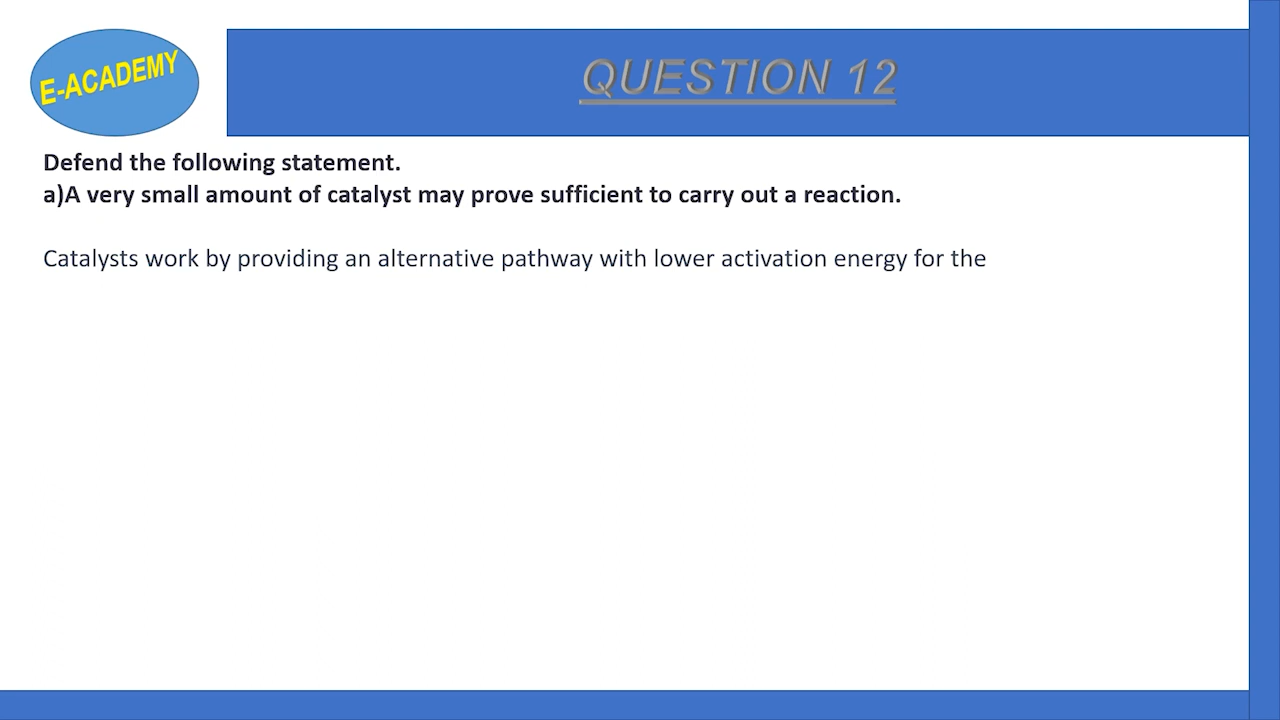 E-ACADEMY
QUESTION 12
Defend the following statement.
a)A very small amount of catalyst may prove sufficient to carry out a reaction.
Catalysts work by providing an alternative pathway with lower activation energy for the